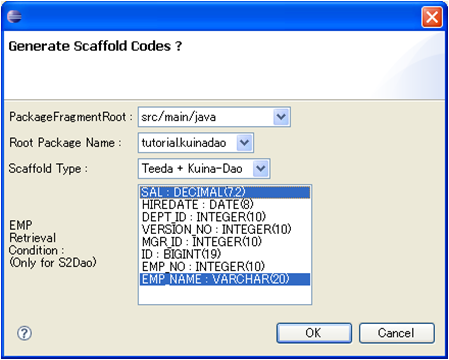 Generate Scaffold Codes ?
PackageFragmentRoot : src/main/java
Root Package Name : tutorial.kuinadao
Scaffold Type : Teeda + Kuina-Dao
EMP
Retrieval
Condition :
(Only for S2Dao)
SAL : DECIMAL(7.2)
HIREDATE : DATE(8)
DEPT_ID : INTEGER(10)
VERSION_NO : INTEGER(10)
MGR_ID : INTEGER(10)
ID : BIGINT(19)
EMP_NO : INTEGER(10)
EMP_NAME : VARCHAR(20)
?
OK Cancel